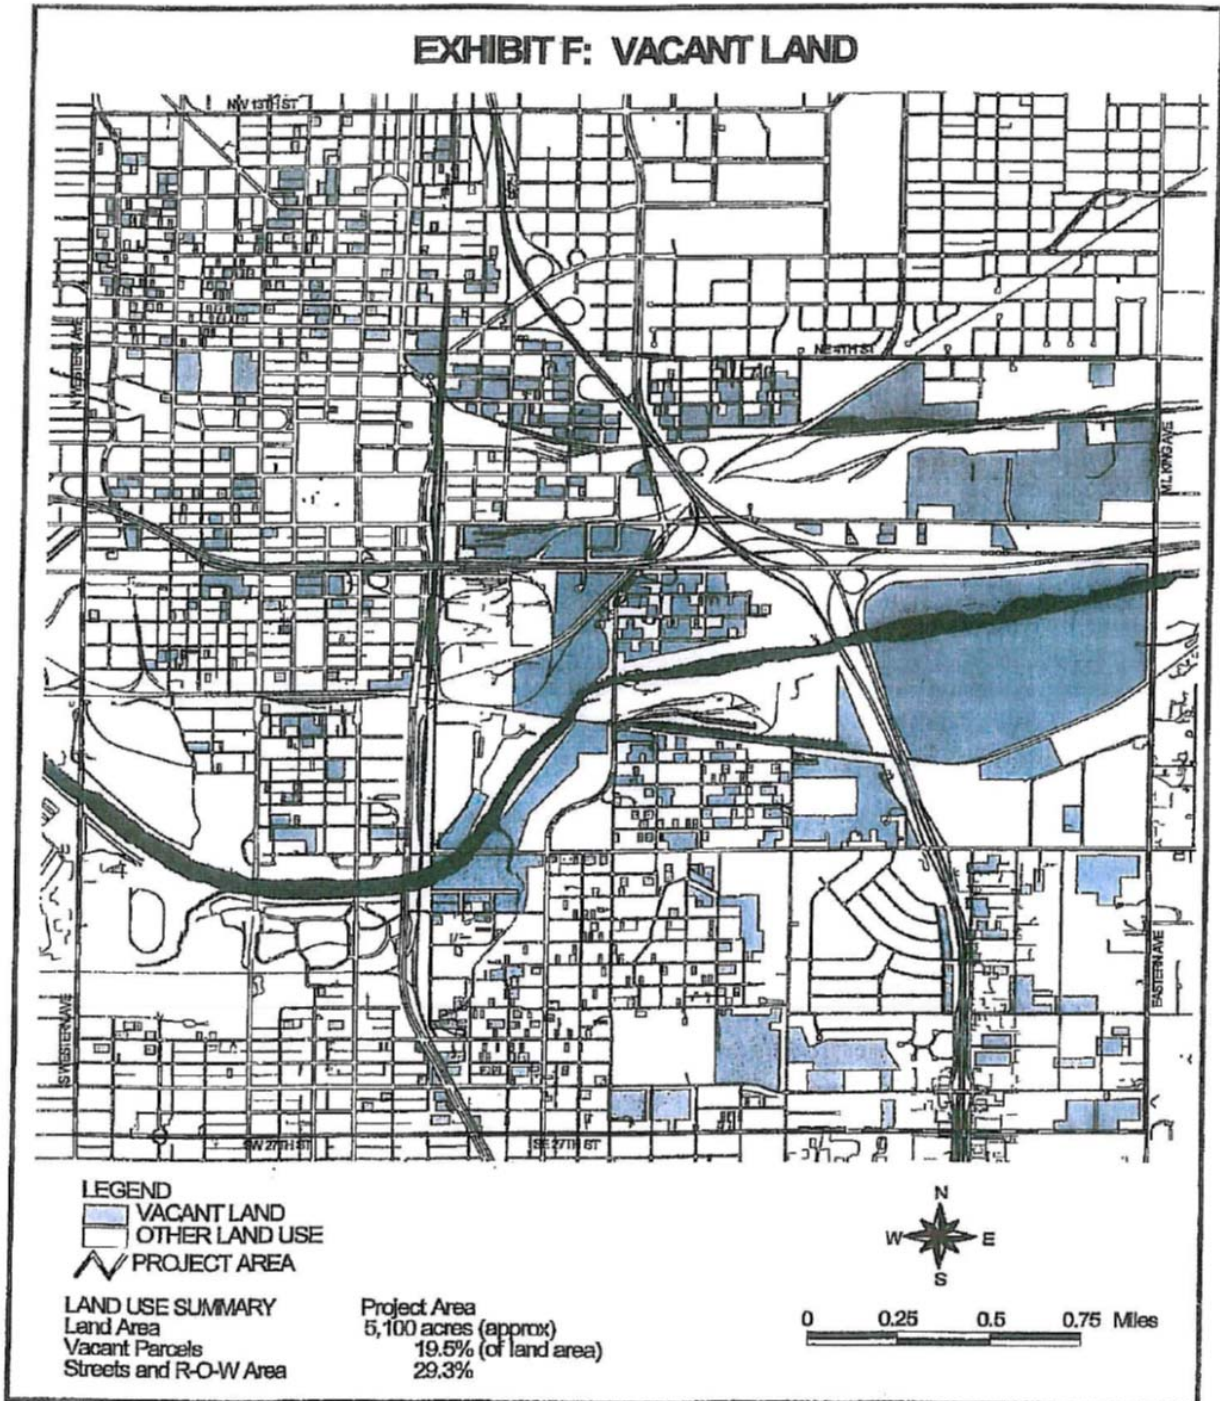 EXHIBIT F: VACANT LAND
NW 13TH ST
N WESTERN AVE
NE 4TH ST
ML KING AVE
S WESTERN AVE
EASTERN AVE
SW 27TH ST
SE 27TH ST
LEGEND
VACANT LAND
OTHER LAND USE
PROJECT AREA
N
W E
S
LAND USE SUMMARY Project Area
Land Area 5,100 acres (approx)
Vacant Parcels 19.5% (of land area)
Streets and R-O-W Area 29.3%
0 0.25 0.5 0.75 Miles